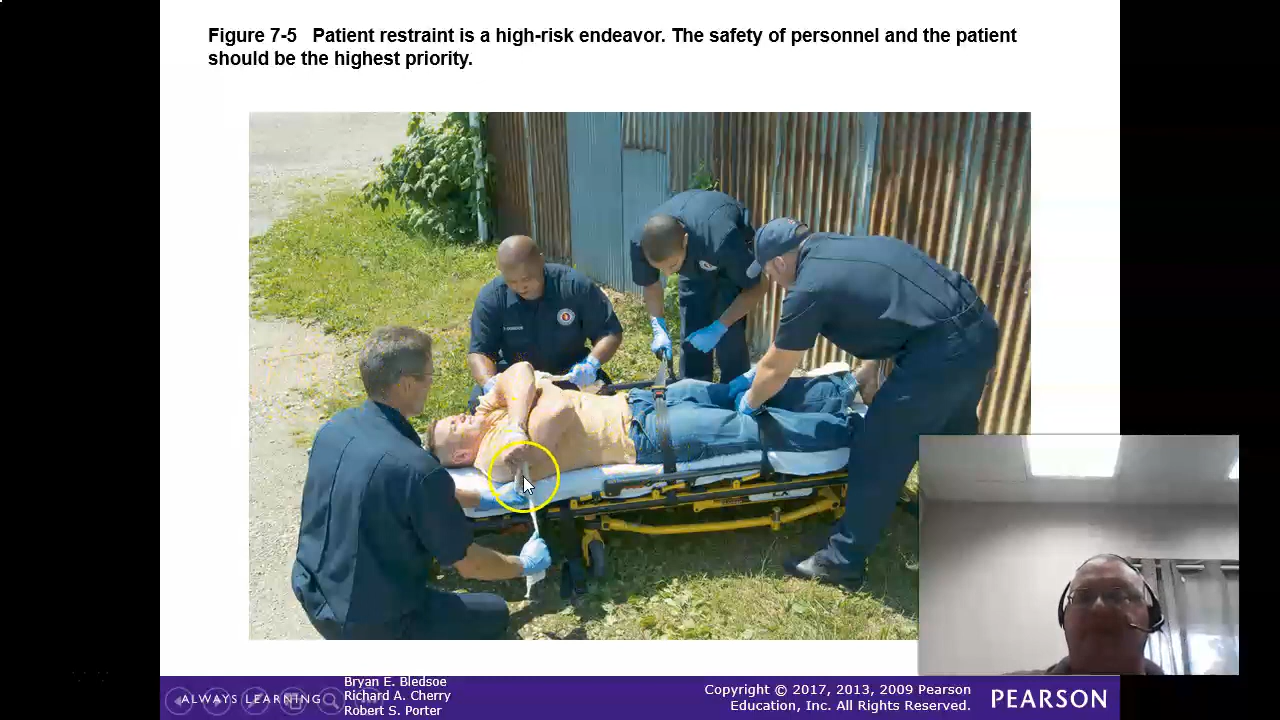 Figure 7-5 Patient restraint is a high-risk endeavor. The safety of personnel and the patient
should be the highest priority.
ALWAYS LEARNING
Bryan E. Bledsoe
Richard A. Cherry
Robert S. Porter
Copyright © 2017, 2013, 2009 Pearson
Education, Inc. All Rights Reserved.
PEARSON